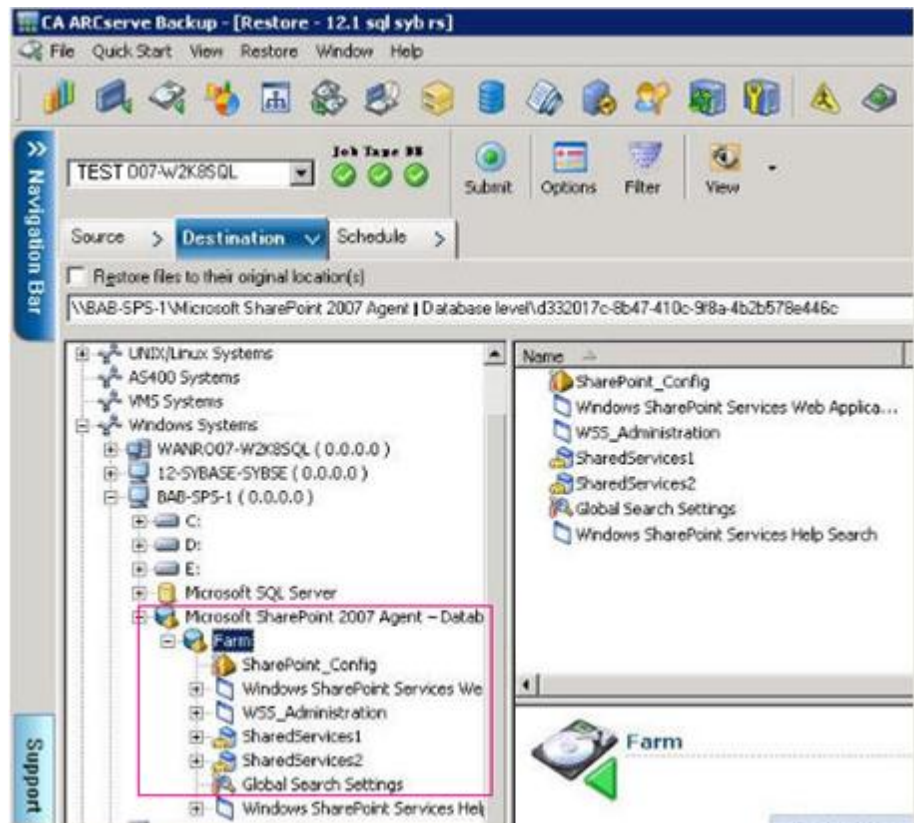 CA ARCserve Backup - [Restore - 12.1 sql syb rs]
File Quick Start View Restore Window Help
Navigation Bar
TEST 007-W2K8SQL
Job Tape DB
Submit Options Filter View
Source > Destination Schedule >
Restore files to their original location(s)
\\BAB-SPS-1\Microsoft SharePoint 2007 Agent | Database level\d332017c-8b47-410c-9f8a-4b2b578e446c
UNIX/Linux Systems
AS400 Systems
VMS Systems
Windows Systems
WANRO07-W2K8SQL ( 0.0.0.0 )
12-SYBASE-SYBSE ( 0.0.0.0 )
BAB-SPS-1 ( 0.0.0.0 )
C:
D:
E:
Microsoft SQL Server
Microsoft SharePoint 2007 Agent – Datab
Farm
SharePoint_Config
Windows SharePoint Services We
WSS_Administration
SharedServices1
SharedServices2
Global Search Settings
Windows SharePoint Services Hel
Name
SharePoint_Config
Windows SharePoint Services Web Applica...
WSS_Administration
SharedServices1
SharedServices2
Global Search Settings
Windows SharePoint Services Help Search
Farm
Support